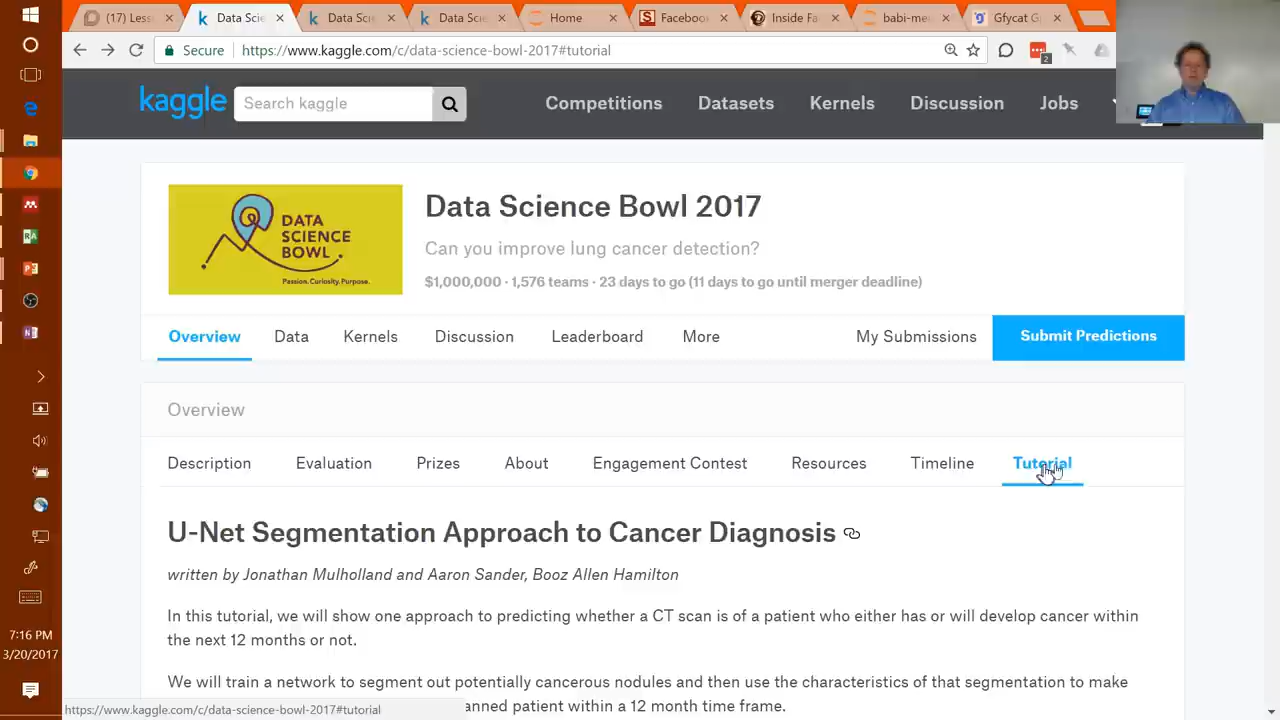 (17) Lesso
Data Scie
Data Scie
Data Scie
Home
Facebook
Inside Fa
babi-me
Gfycat G
Secure
https://www.kaggle.com/c/data-science-bowl-2017#tutorial
2
kaggle
Search kaggle
Competitions
Datasets
Kernels
Discussion
Jobs
DATA
SCIENCE
BOWL
Passion. Curiosity. Purpose.
Data Science Bowl 2017
Can you improve lung cancer detection?
$1,000,000 · 1,576 teams · 23 days to go (11 days to go until merger deadline)
Overview
Data
Kernels
Discussion
Leaderboard
More
My Submissions
Submit Predictions
Overview
Description
Evaluation
Prizes
About
Engagement Contest
Resources
Timeline
Tutorial
U-Net Segmentation Approach to Cancer Diagnosis
written by Jonathan Mulholland and Aaron Sander, Booz Allen Hamilton
In this tutorial, we will show one approach to predicting whether a CT scan is of a patient who either has or will develop cancer within
the next 12 months or not.
We will train a network to segment out potentially cancerous nodules and then use the characteristics of that segmentation to make
anned patient within a 12 month time frame.
https://www.kaggle.com/c/data-science-bowl-2017#tutorial
7:16 PM
3/20/2017